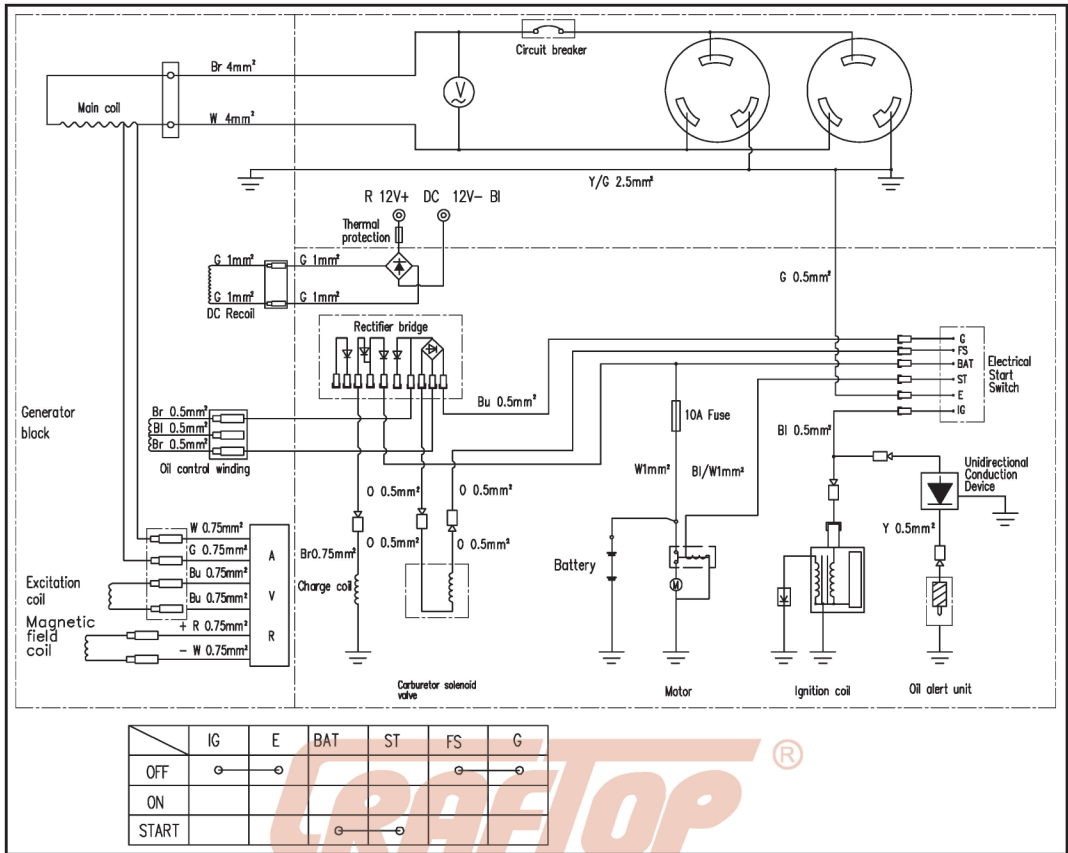 Circuit breaker
Br 4mm²
Main coil
V
W 4mm²
Y/G 2.5mm²
R 12V+ DC 12V- Bl
Thermal
protection
G 1mm² G 1mm²
G 1mm² G 1mm²
DC Recoil
G 0.5mm²
Rectifier bridge
G
FS
BAT
ST
E
IG
Electrical
Start
Switch
Bu 0.5mm²
Generator
block
Br 0.5mm²
Bl 0.5mm²
Br 0.5mm²
Oil control winding
10A Fuse
Bl 0.5mm²
W1mm²
Bl/W1mm²
Unidirectional
Conduction
Device
O 0.5mm² O 0.5mm²
Y 0.5mm²
W 0.75mm²
G 0.75mm²
Bu 0.75mm²
Bu 0.75mm²
+ R 0.75mm²
- W 0.75mm²
A
V
R
Br0.75mm²
O 0.5mm² O 0.5mm²
Battery
Excitation
coil
Charge coil
M
Magnetic
field
coil
Carburetor solenoid
valve
Motor
Ignition coil
Oil alert unit
IG E BAT ST FS G
OFF
ON
START
CRAFTOP ®